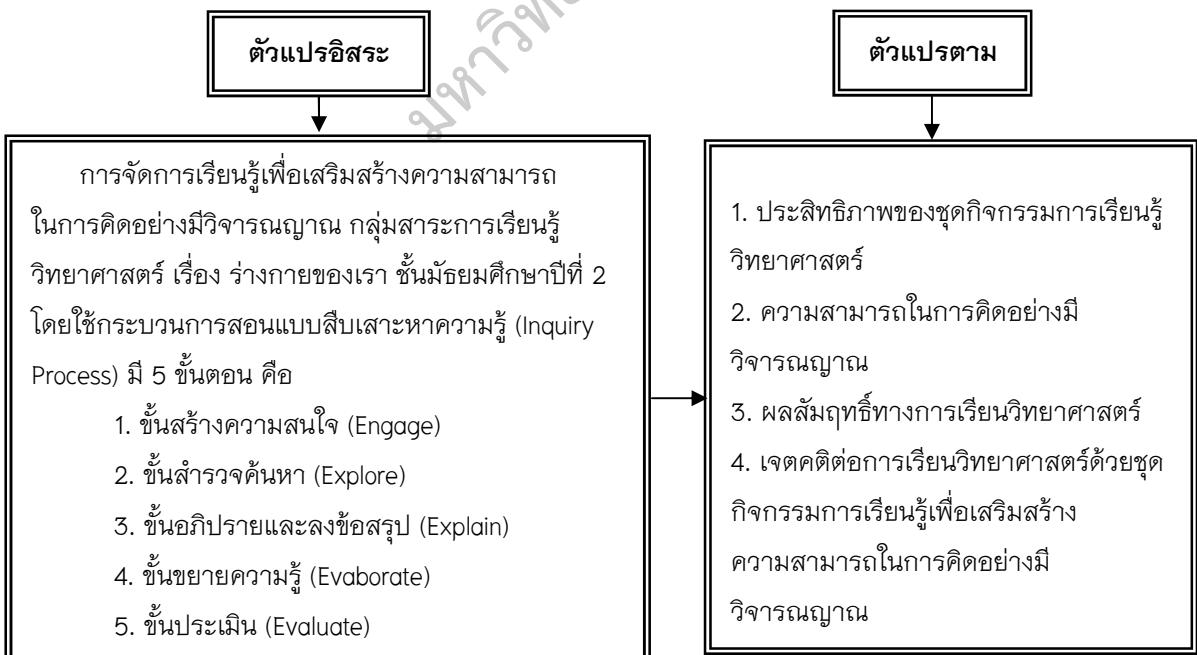 ตัวแปรอิสระ
การจัดการเรียนรู้เพื่อเสริมสร้างความสามารถ
ในการคิดอย่างมีวิจารณญาณ กลุ่มสาระการเรียนรู้
วิทยาศาสตร์ เรื่อง ร่างกายของเรา ชั้นมัธยมศึกษาปีที่ 2
โดยใช้กระบวนการสอนแบบสืบเสาะหาความรู้ (Inquiry
Process) มี 5 ขั้นตอน คือ
1. ขั้นสร้างความสนใจ (Engage)
2. ขั้นสำรวจค้นหา (Explore)
3. ขั้นอภิปรายและลงข้อสรุป (Explain)
4. ขั้นขยายความรู้ (Evaborate)
5. ขั้นประเมิน (Evaluate)
ตัวแปรตาม
1. ประสิทธิภาพของชุดกิจกรรมการเรียนรู้
วิทยาศาสตร์
2. ความสามารถในการคิดอย่างมี
วิจารณญาณ
3. ผลสัมฤทธิ์ทางการเรียนวิทยาศาสตร์
4. เจตคติต่อการเรียนวิทยาศาสตร์ด้วยชุด
กิจกรรมการเรียนรู้เพื่อเสริมสร้าง
ความสามารถในการคิดอย่างมี
วิจารณญาณ